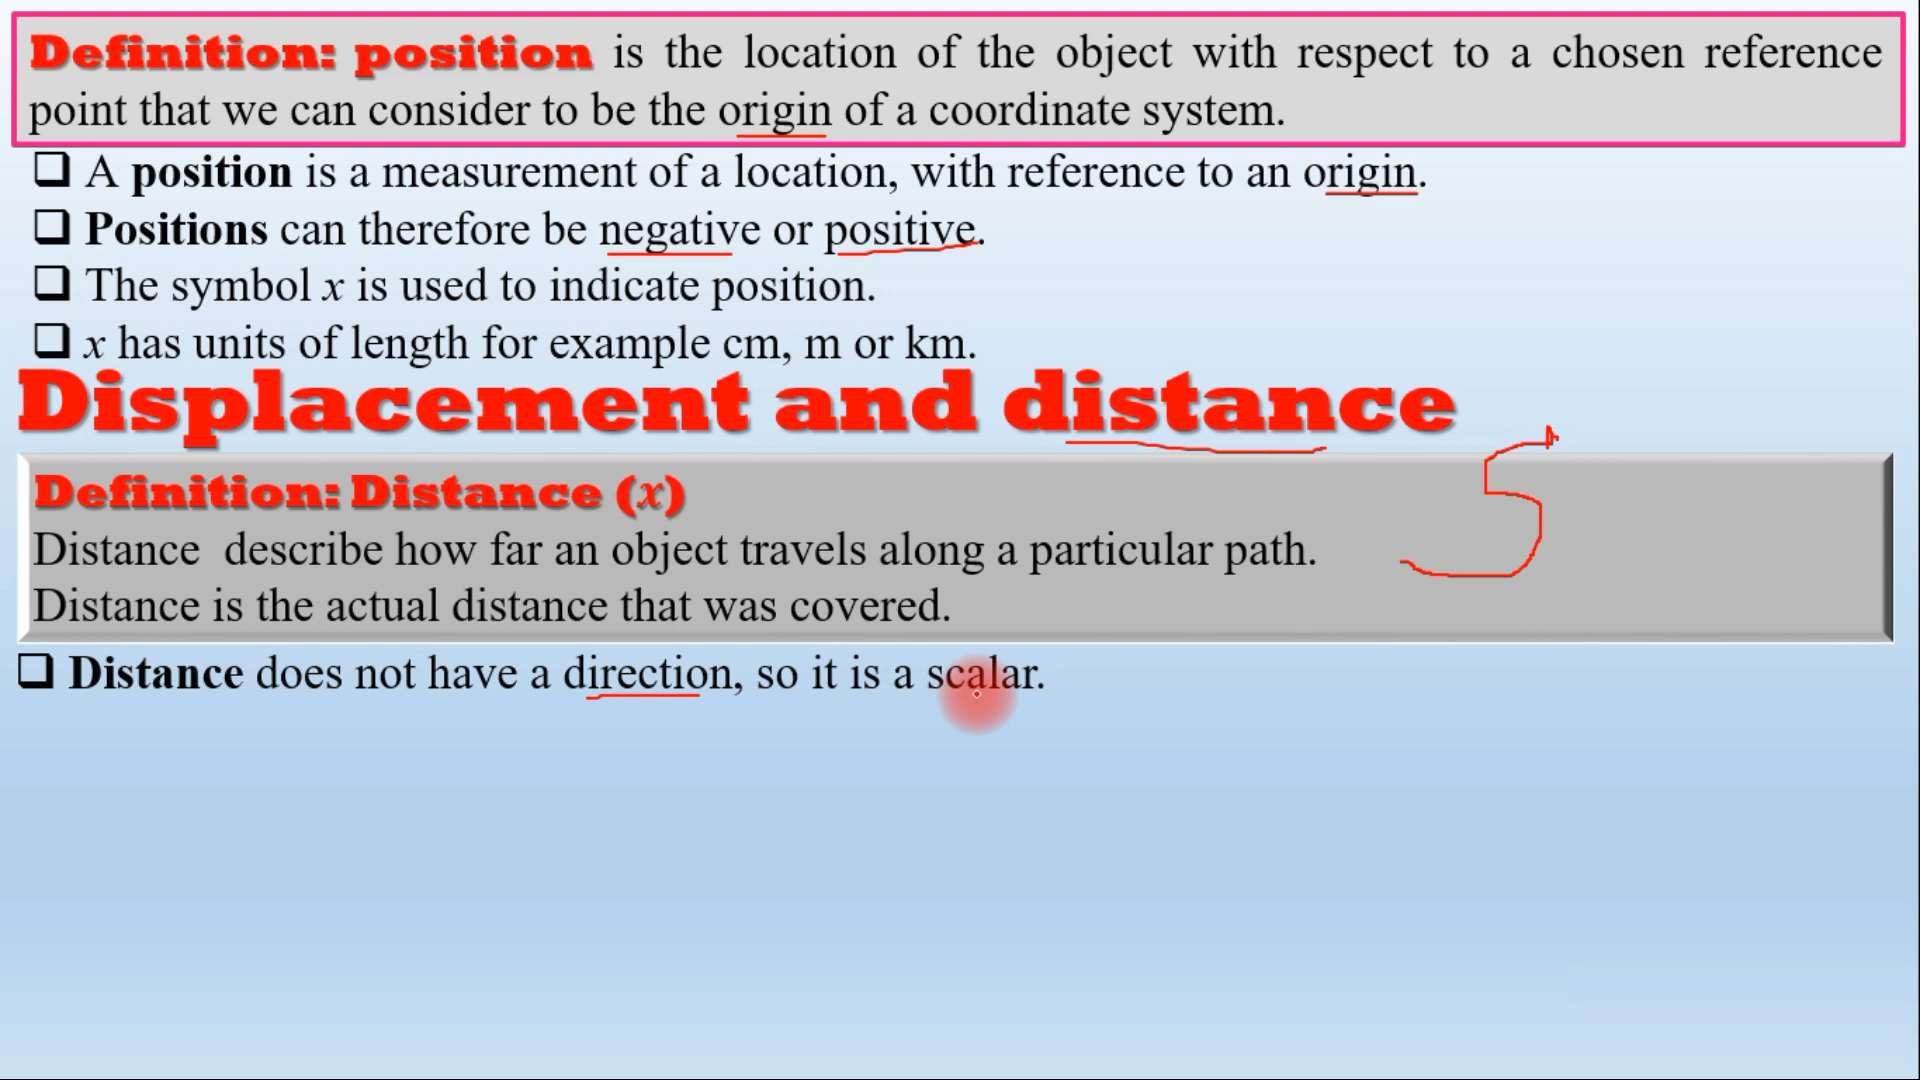 Definition: position is the location of the object with respect to a chosen reference
point that we can consider to be the origin of a coordinate system.
❑ A position is a measurement of a location, with reference to an origin.
❑ Positions can therefore be negative or positive.
❑ The symbol x is used to indicate position.
❑ x has units of length for example cm, m or km.
Displacement and distance
Definition: Distance (x)
Distance describe how far an object travels along a particular path.
Distance is the actual distance that was covered.
❑ Distance does not have a direction, so it is a scalar.